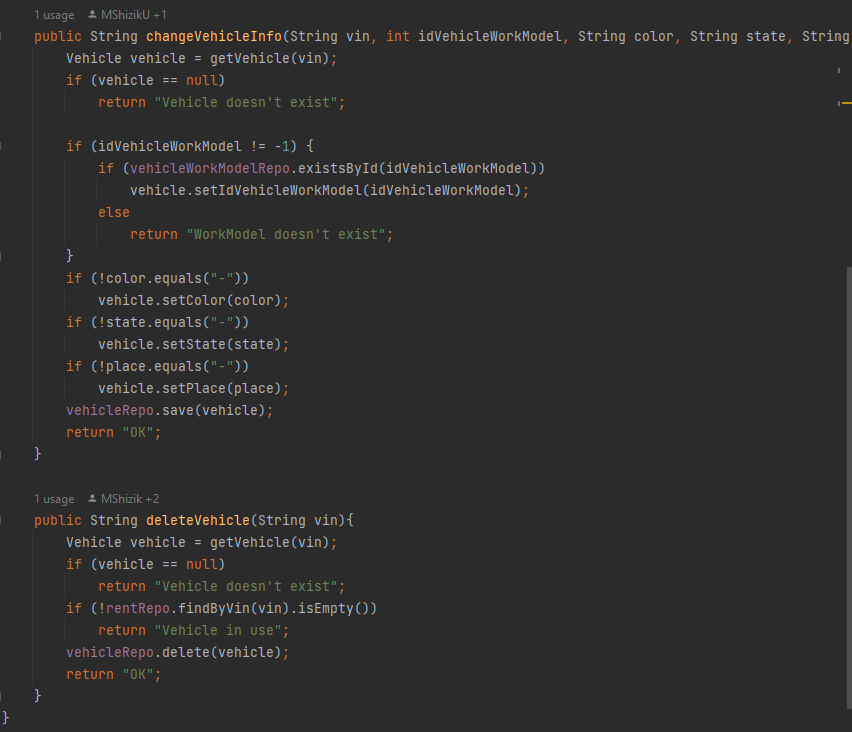 1 usage MShizikU +1
public String changeVehicleInfo(String vin, int idVehicleWorkModel, String color, String state, String
Vehicle vehicle = getVehicle(vin);
if (vehicle == null)
return "Vehicle doesn't exist";
if (idVehicleWorkModel != -1) {
if (vehicleWorkModelRepo.existsById(idVehicleWorkModel))
vehicle.setIdVehicleWorkModel(idVehicleWorkModel);
else
return "WorkModel doesn't exist";
}
if (!color.equals("-"))
vehicle.setColor(color);
if (!state.equals("-"))
vehicle.setState(state);
if (!place.equals("-"))
vehicle.setPlace(place);
vehicleRepo.save(vehicle);
return "OK";
}
1 usage MShizik +2
public String deleteVehicle(String vin){
Vehicle vehicle = getVehicle(vin);
if (vehicle == null)
return "Vehicle doesn't exist";
if (!rentRepo.findByVin(vin).isEmpty())
return "Vehicle in use";
vehicleRepo.delete(vehicle);
return "OK";
}
}